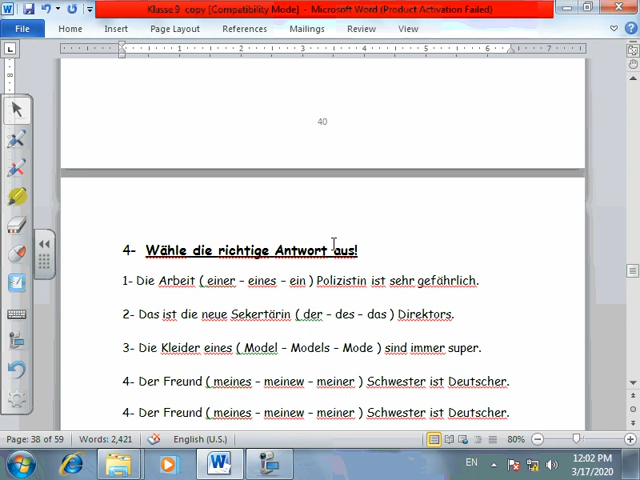 Klasse9 copy [Compatibility Mode] - Microsoft Word (Product Activation Failed)
File Home Insert Page Layout References Mailings Review View
40
4- Wähle die richtige Antwort aus!
1- Die Arbeit ( einer – eines – ein ) Polizistin ist sehr gefährlich.
2- Das ist die neue Sekertärin ( der – des – das ) Direktors.
3- Die Kleider eines ( Model – Models – Mode ) sind immer super.
4- Der Freund ( meines – meinew – meiner ) Schwester ist Deutscher.
4- Der Freund ( meines – meinew – meiner ) Schwester ist Deutscher.
Page: 38 of 59 Words: 2,421 English (U.S.) 80%
EN 12:02 PM
3/17/2020